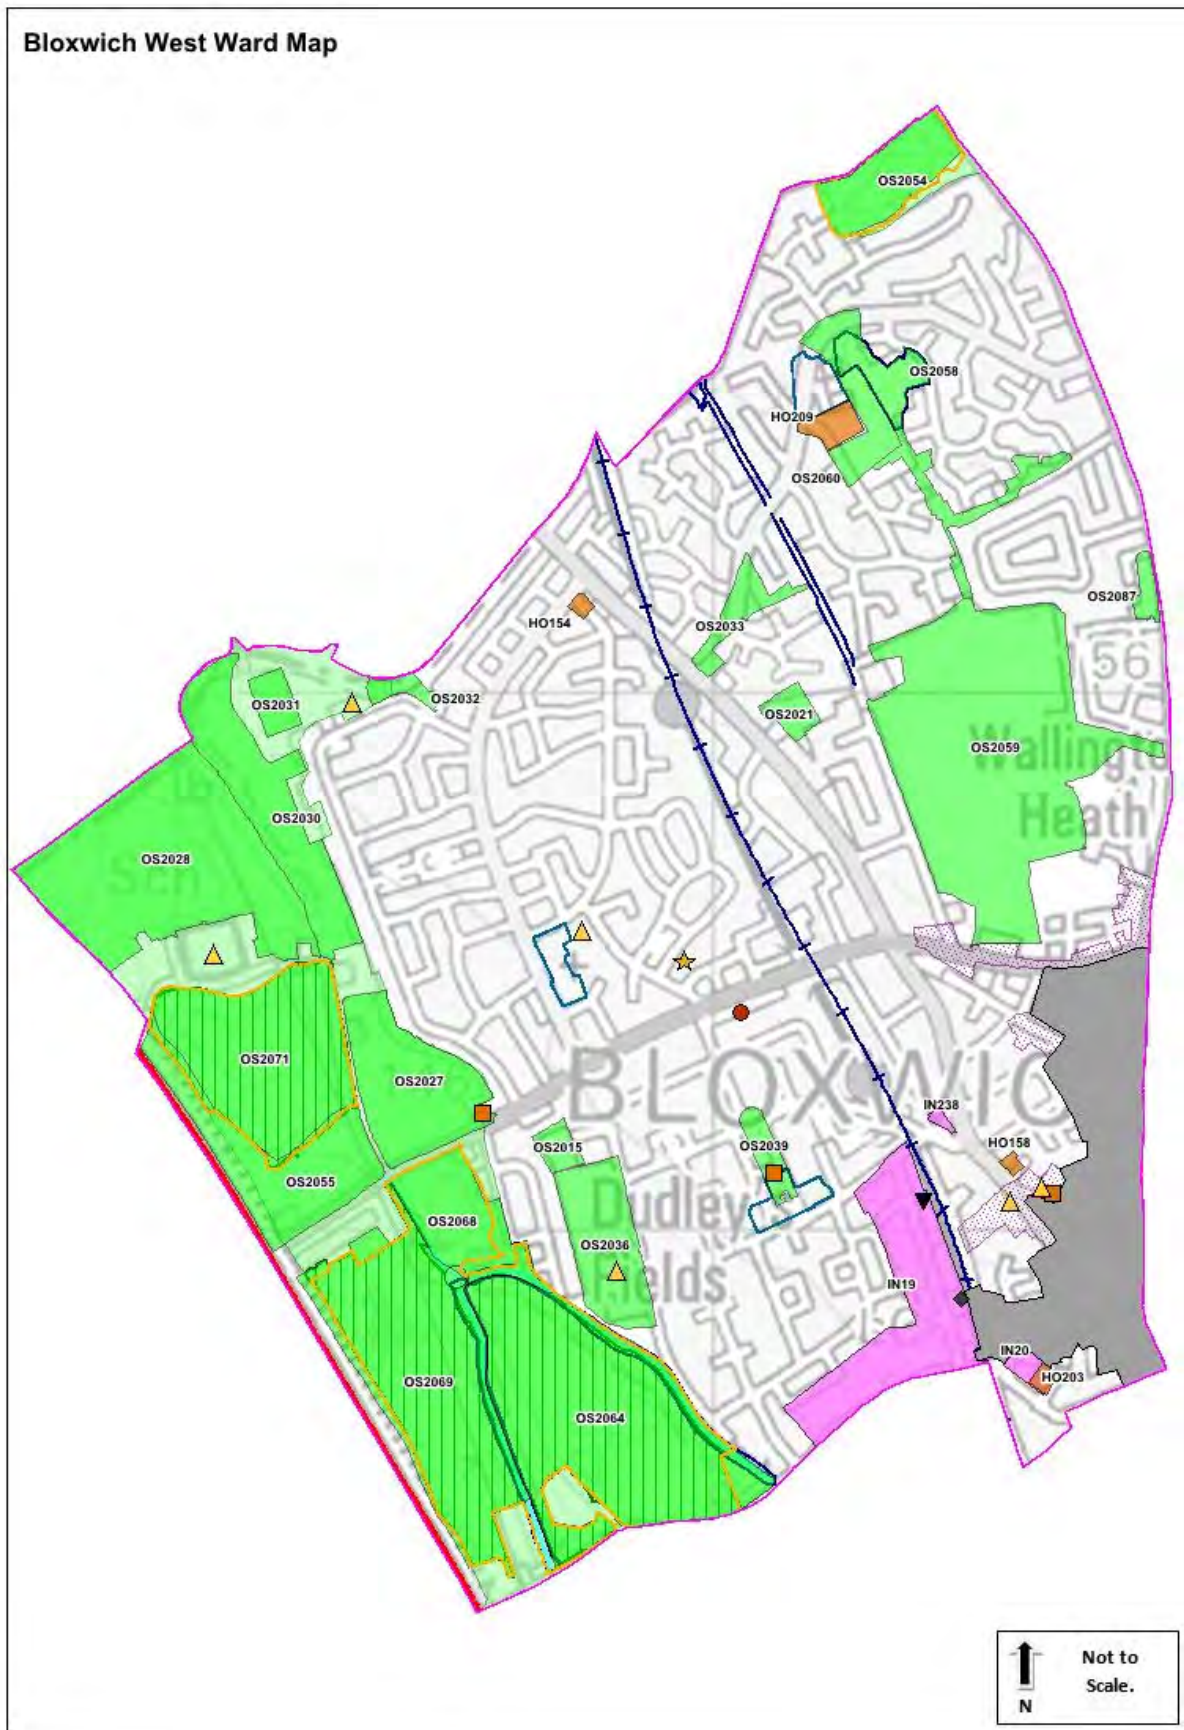 Bloxwich West Ward Map
OS2054
OS2058
HO209
OS2060
OS2087
HO154
OS2033
56
OS2032
OS2031
OS2021
OS2059
Walling
Heath
OS2030
OS2028
OS2071
OS2027
BLOXWIC
IN238
HO158
OS2015
OS2039
OS2055
Dudley's
OS2068
OS2036
Fields
IN19
IN20
HO203
OS2069
OS2064
Not to
Scale.
N